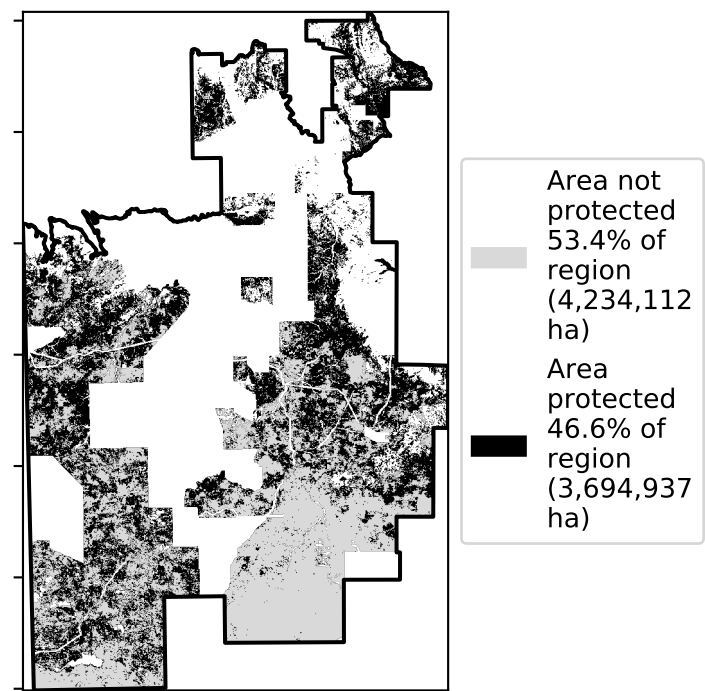 Area not
protected
53.4% of
region
(4,234,112
ha)
Area
protected
46.6% of
region
(3,694,937
ha)